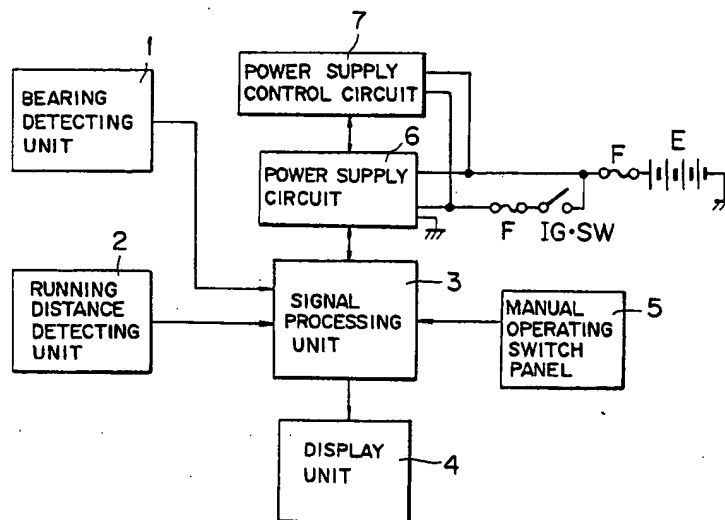 1
BEARING
DETECTING
UNIT
7
POWER SUPPLY
CONTROL CIRCUIT
6
POWER SUPPLY
CIRCUIT
F
E
F
IG·SW
2
RUNNING
DISTANCE
DETECTING
UNIT
3
SIGNAL
PROCESSING
UNIT
MANUAL
OPERATING
SWITCH
PANEL
5
DISPLAY
UNIT
4